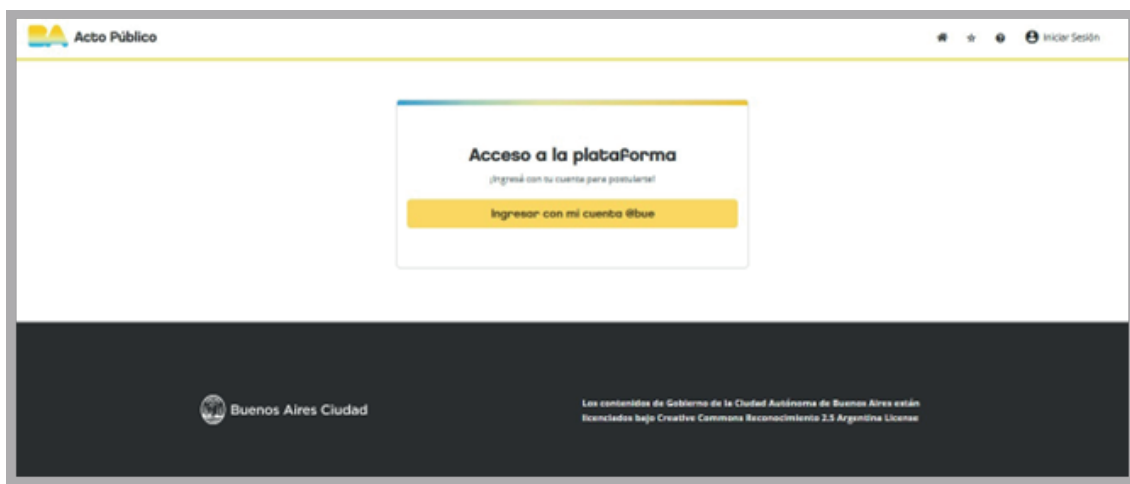 BA Acto Público
Iniciar Sesión
Acceso a la plataforma
¡Ingresá con tu cuenta para postularte!
Ingresar con mi cuenta @bue
Buenos Aires Ciudad
Los contenidos de Gobierno de la Ciudad Autónoma de Buenos Aires están
licenciados bajo Creative Commons Reconocimiento 2.5 Argentina License